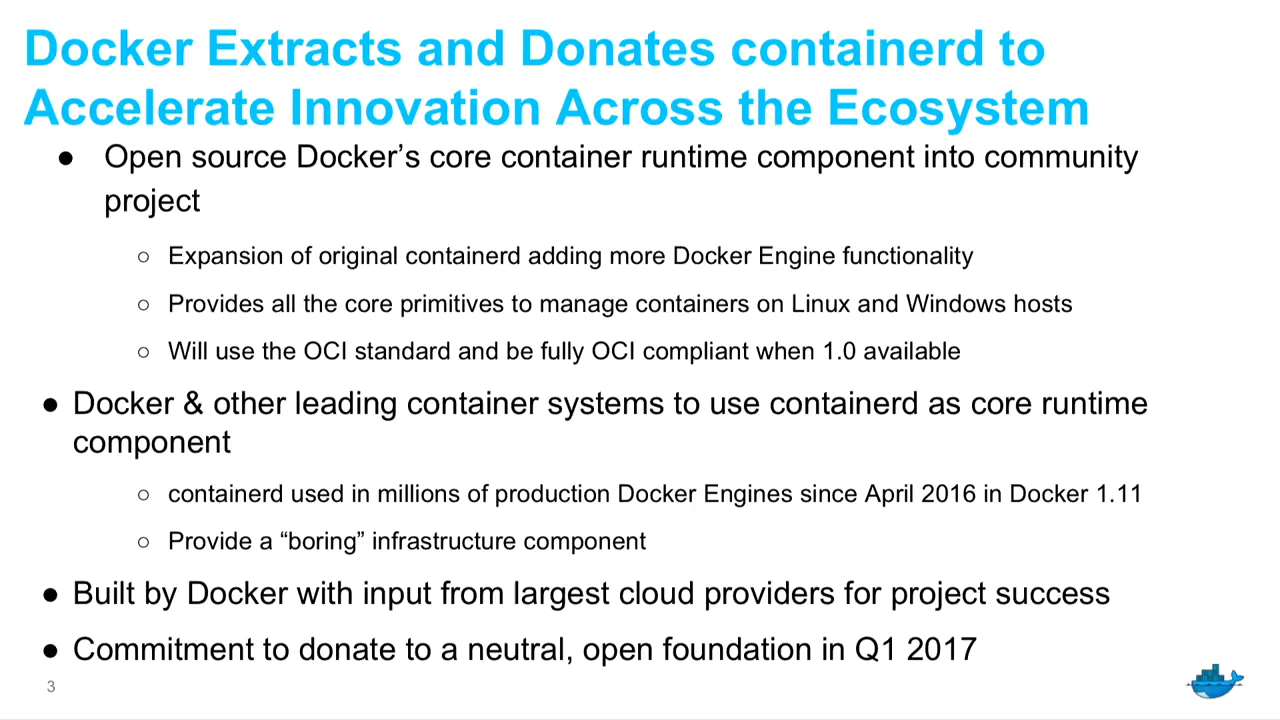 Docker Extracts and Donates containerd to
Accelerate Innovation Across the Ecosystem
● Open source Docker’s core container runtime component into community
project
○ Expansion of original containerd adding more Docker Engine functionality
○ Provides all the core primitives to manage containers on Linux and Windows hosts
○ Will use the OCI standard and be fully OCI compliant when 1.0 available
● Docker & other leading container systems to use containerd as core runtime
component
○ containerd used in millions of production Docker Engines since April 2016 in Docker 1.11
○ Provide a “boring” infrastructure component
● Built by Docker with input from largest cloud providers for project success
● Commitment to donate to a neutral, open foundation in Q1 2017
3